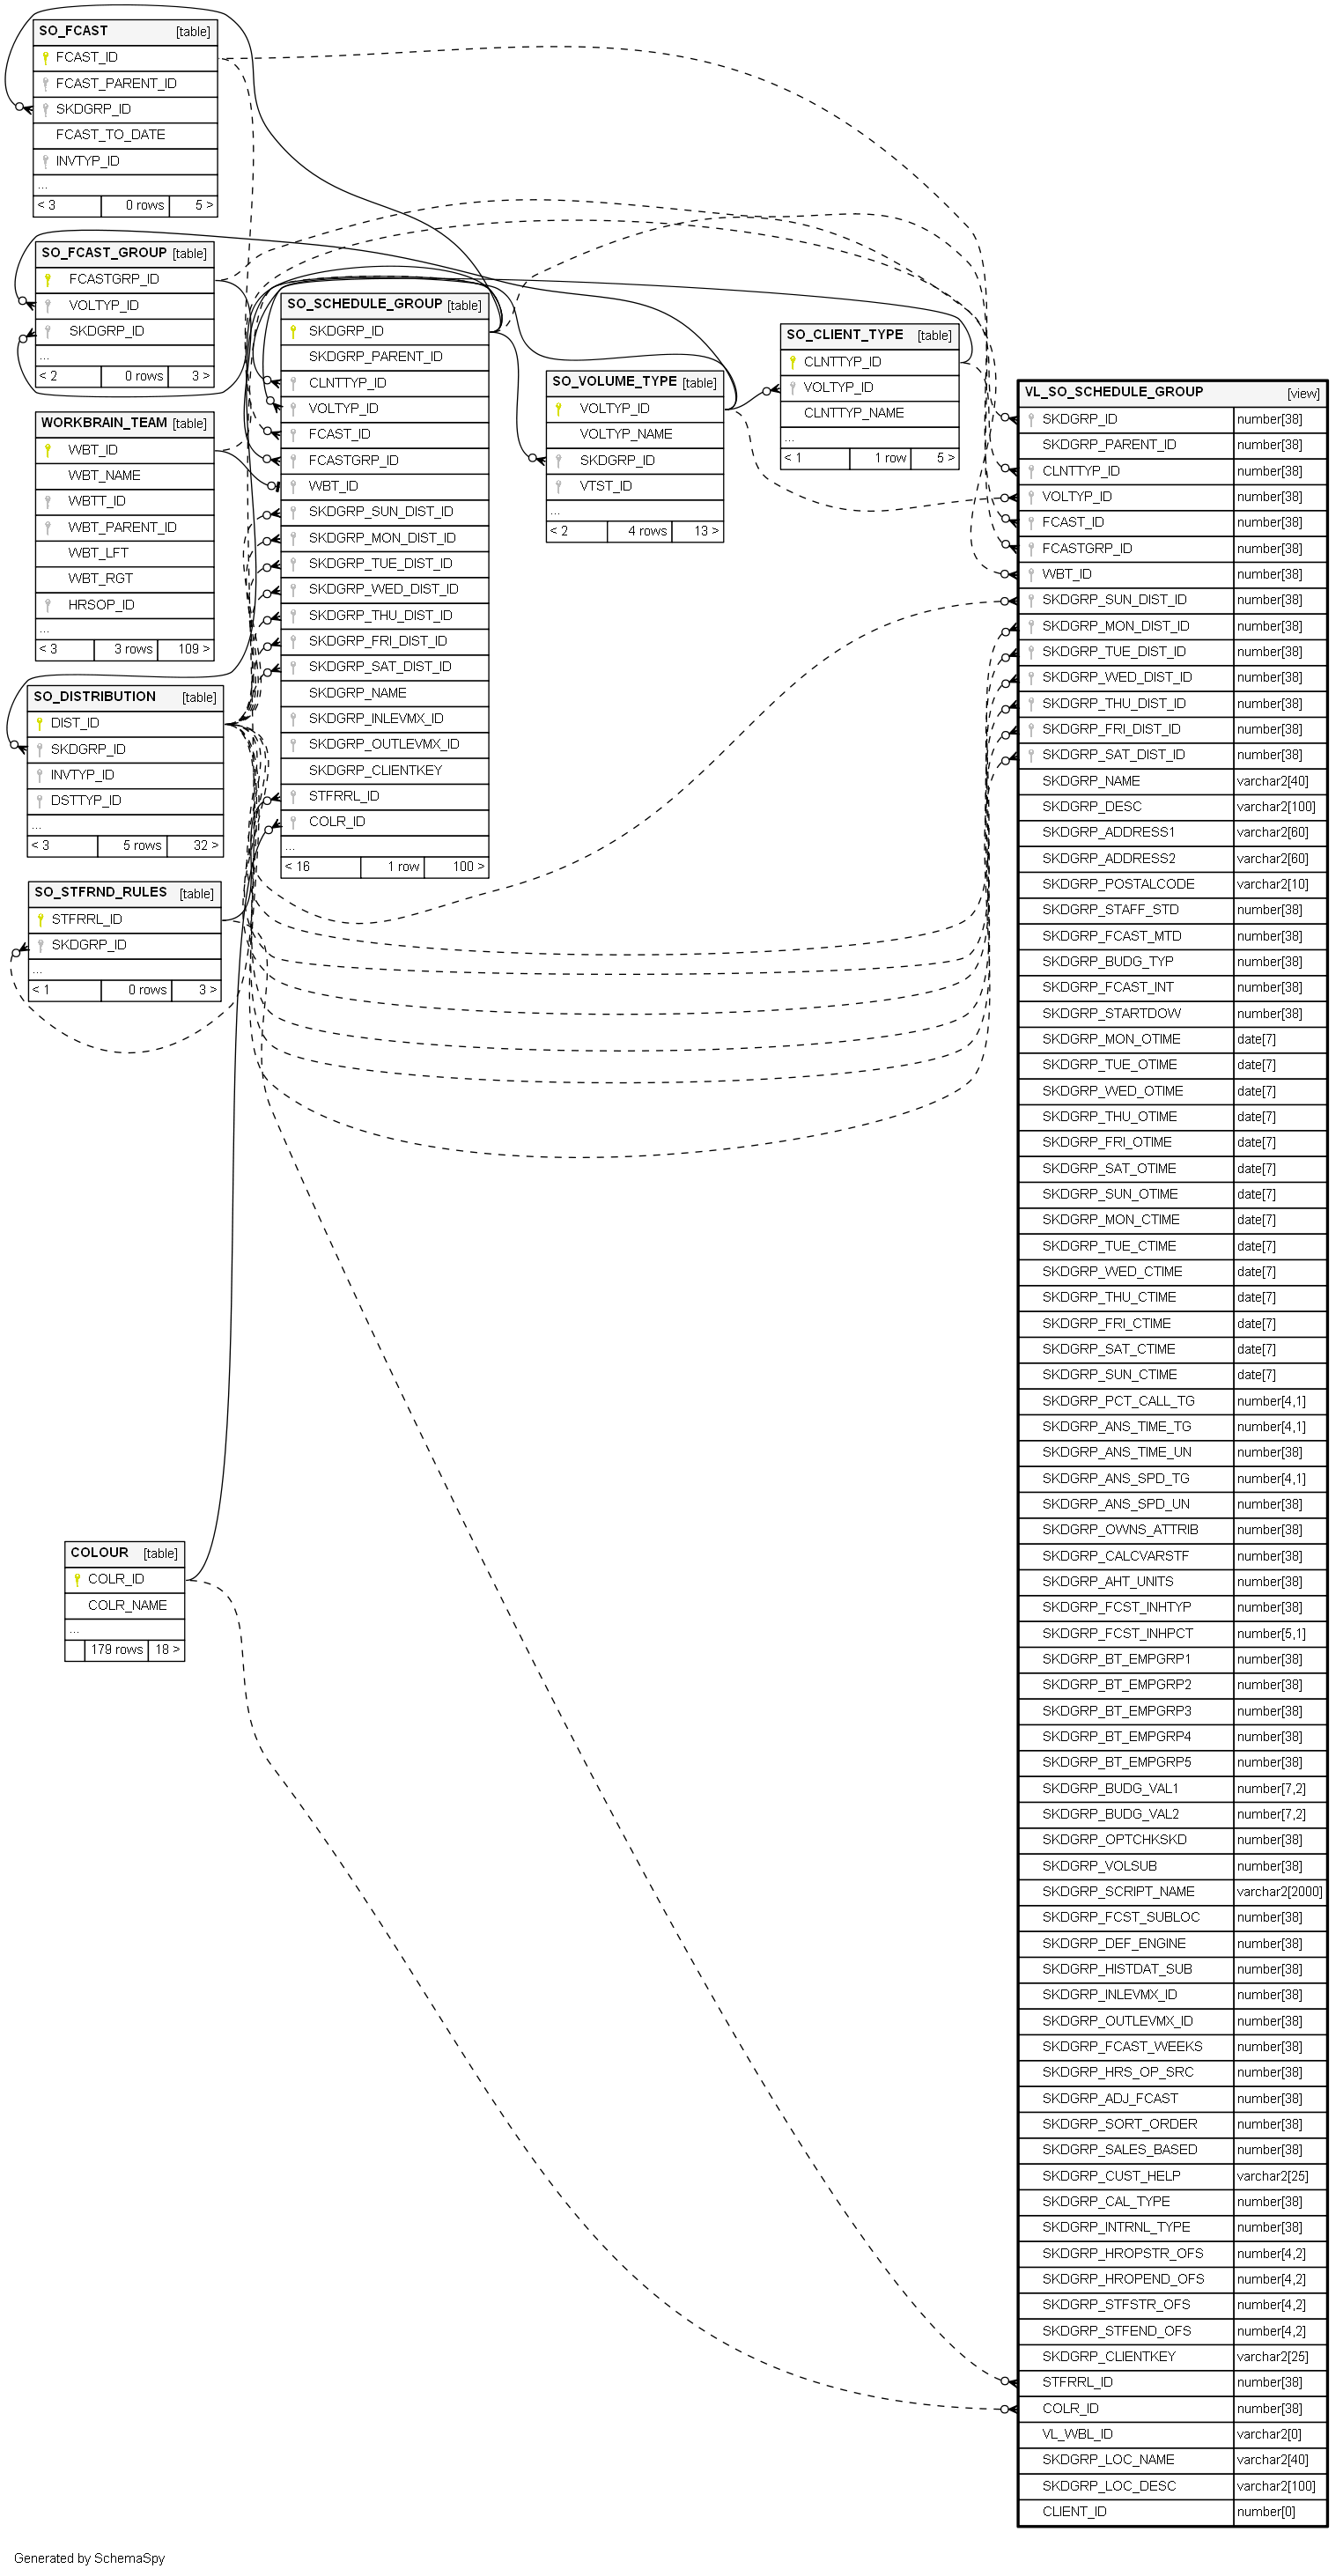 SO_FCAST [table]
FCAST_ID
FCAST_PARENT_ID
SKDGRP_ID
FCAST_TO_DATE
INVTYP_ID
...
< 3 0 rows 5 >
SO_FCAST_GROUP [table]
FCASTGRP_ID
VOLTYP_ID
SKDGRP_ID
...
< 2 0 rows 3 >
WORKBRAIN_TEAM [table]
WBT_ID
WBT_NAME
WBTT_ID
WBT_PARENT_ID
WBT_LFT
WBT_RGT
HRSOP_ID
...
< 3 3 rows 109 >
SO_DISTRIBUTION [table]
DIST_ID
SKDGRP_ID
INVTYP_ID
DSTTYP_ID
...
< 3 5 rows 32 >
SO_STFRND_RULES [table]
STFRRL_ID
SKDGRP_ID
...
< 1 0 rows 3 >
COLOUR [table]
COLR_ID
COLR_NAME
...
179 rows 18 >
SO_SCHEDULE_GROUP [table]
SKDGRP_ID
SKDGRP_PARENT_ID
CLNTTYP_ID
VOLTYP_ID
FCAST_ID
FCASTGRP_ID
WBT_ID
SKDGRP_SUN_DIST_ID
SKDGRP_MON_DIST_ID
SKDGRP_TUE_DIST_ID
SKDGRP_WED_DIST_ID
SKDGRP_THU_DIST_ID
SKDGRP_FRI_DIST_ID
SKDGRP_SAT_DIST_ID
SKDGRP_NAME
SKDGRP_INLEVMX_ID
SKDGRP_OUTLEVMX_ID
SKDGRP_CLIENTKEY
STFRRL_ID
COLR_ID
...
< 16 1 row 100 >
SO_VOLUME_TYPE [table]
VOLTYP_ID
VOLTYP_NAME
SKDGRP_ID
VTST_ID
...
< 2 4 rows 13 >
SO_CLIENT_TYPE [table]
CLNTTYP_ID
VOLTYP_ID
CLNTTYP_NAME
...
< 1 1 row 5 >
VL_SO_SCHEDULE_GROUP [view]
SKDGRP_ID number[38]
SKDGRP_PARENT_ID number[38]
CLNTTYP_ID number[38]
VOLTYP_ID number[38]
FCAST_ID number[38]
FCASTGRP_ID number[38]
WBT_ID number[38]
SKDGRP_SUN_DIST_ID number[38]
SKDGRP_MON_DIST_ID number[38]
SKDGRP_TUE_DIST_ID number[38]
SKDGRP_WED_DIST_ID number[38]
SKDGRP_THU_DIST_ID number[38]
SKDGRP_FRI_DIST_ID number[38]
SKDGRP_SAT_DIST_ID number[38]
SKDGRP_NAME varchar2[40]
SKDGRP_DESC varchar2[100]
SKDGRP_ADDRESS1 varchar2[60]
SKDGRP_ADDRESS2 varchar2[60]
SKDGRP_POSTALCODE varchar2[10]
SKDGRP_STAFF_STD number[38]
SKDGRP_FCAST_MTD number[38]
SKDGRP_BUDG_TYP number[38]
SKDGRP_FCAST_INT number[38]
SKDGRP_STARTDOW number[38]
SKDGRP_MON_OTIME date[7]
SKDGRP_TUE_OTIME date[7]
SKDGRP_WED_OTIME date[7]
SKDGRP_THU_OTIME date[7]
SKDGRP_FRI_OTIME date[7]
SKDGRP_SAT_OTIME date[7]
SKDGRP_SUN_OTIME date[7]
SKDGRP_MON_CTIME date[7]
SKDGRP_TUE_CTIME date[7]
SKDGRP_WED_CTIME date[7]
SKDGRP_THU_CTIME date[7]
SKDGRP_FRI_CTIME date[7]
SKDGRP_SAT_CTIME date[7]
SKDGRP_SUN_CTIME date[7]
SKDGRP_PCT_CALL_TG number[4,1]
SKDGRP_ANS_TIME_TG number[4,1]
SKDGRP_ANS_TIME_UN number[38]
SKDGRP_ANS_SPD_TG number[4,1]
SKDGRP_ANS_SPD_UN number[38]
SKDGRP_OWNS_ATTRIB number[38]
SKDGRP_CALCVARSTF number[38]
SKDGRP_AHT_UNITS number[38]
SKDGRP_FCST_INHTYP number[38]
SKDGRP_FCST_INHPCT number[5,1]
SKDGRP_BT_EMPGRP1 number[38]
SKDGRP_BT_EMPGRP2 number[38]
SKDGRP_BT_EMPGRP3 number[38]
SKDGRP_BT_EMPGRP4 number[38]
SKDGRP_BT_EMPGRP5 number[38]
SKDGRP_BUDG_VAL1 number[7,2]
SKDGRP_BUDG_VAL2 number[7,2]
SKDGRP_OPTCHKSKD number[38]
SKDGRP_VOLSUB number[38]
SKDGRP_SCRIPT_NAME varchar2[2000]
SKDGRP_FCST_SUBLOC number[38]
SKDGRP_DEF_ENGINE number[38]
SKDGRP_HISTDAT_SUB number[38]
SKDGRP_INLEVMX_ID number[38]
SKDGRP_OUTLEVMX_ID number[38]
SKDGRP_FCAST_WEEKS number[38]
SKDGRP_HRS_OP_SRC number[38]
SKDGRP_ADJ_FCAST number[38]
SKDGRP_SORT_ORDER number[38]
SKDGRP_SALES_BASED number[38]
SKDGRP_CUST_HELP varchar2[25]
SKDGRP_CAL_TYPE number[38]
SKDGRP_INTRNL_TYPE number[38]
SKDGRP_HROPSTR_OFS number[4,2]
SKDGRP_HROPEND_OFS number[4,2]
SKDGRP_STFSTR_OFS number[4,2]
SKDGRP_STFEND_OFS number[4,2]
SKDGRP_CLIENTKEY varchar2[25]
STFRRL_ID number[38]
COLR_ID number[38]
VL_WBL_ID varchar2[0]
SKDGRP_LOC_NAME varchar2[40]
SKDGRP_LOC_DESC varchar2[100]
CLIENT_ID number[0]
Generated by SchemaSpy